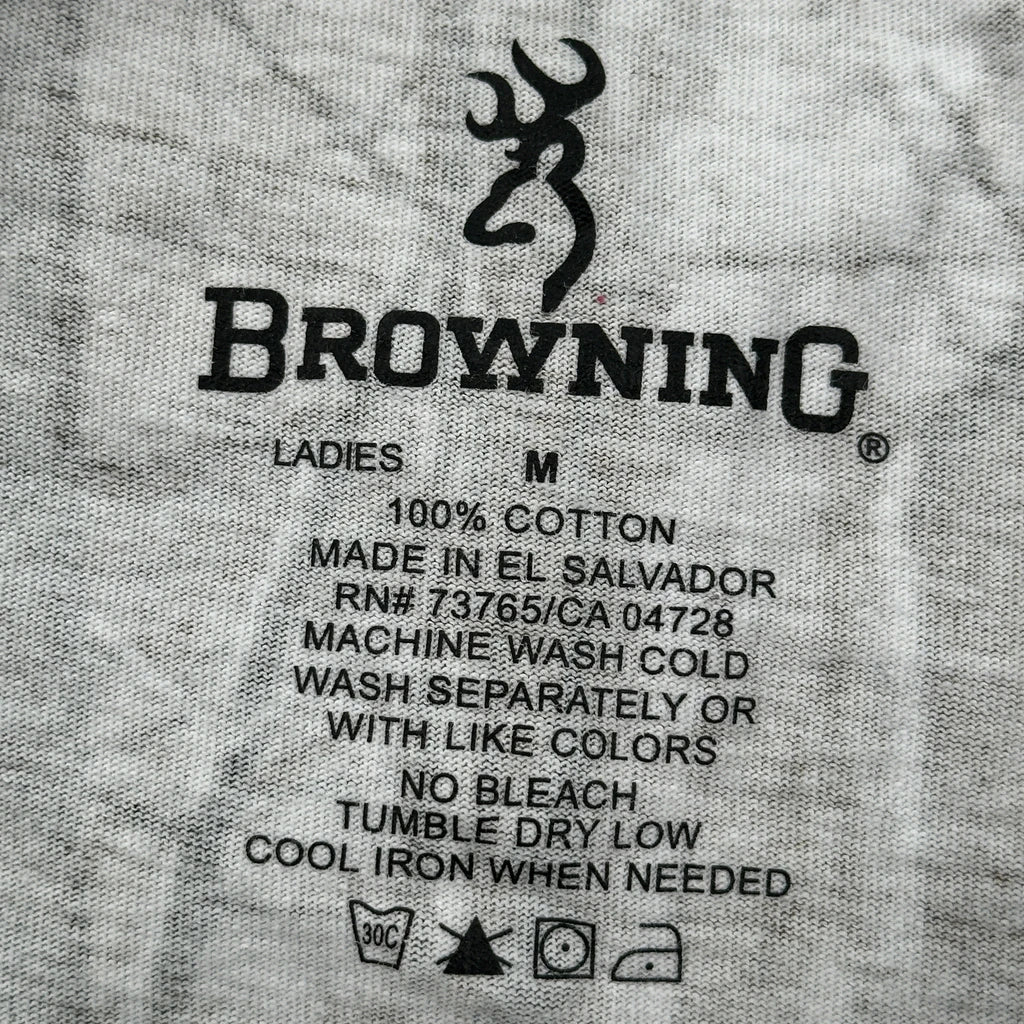 BROWNING®
LADIES M
100% COTTON
MADE IN EL SALVADOR
RN# 73765/CA 04728
MACHINE WASH COLD
WASH SEPARATELY OR
WITH LIKE COLORS
NO BLEACH
TUMBLE DRY LOW
COOL IRON WHEN NEEDED
30C